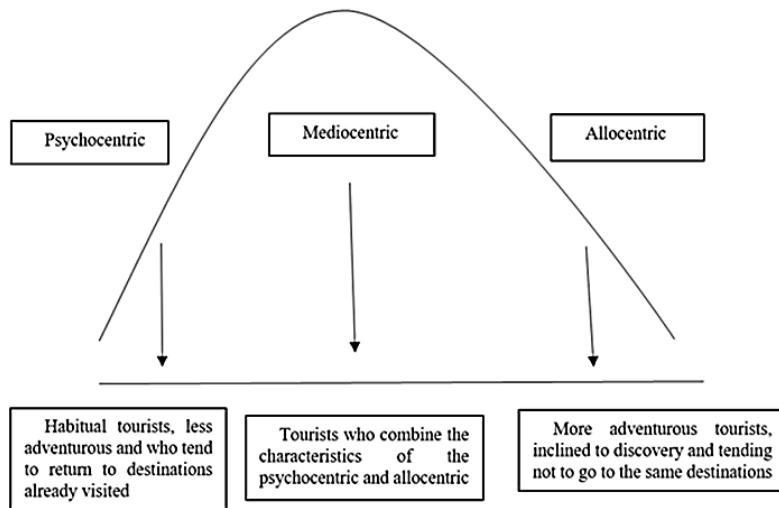 Psychocentric
Mediocentric
Allocentric
Habitual tourists, less
adventurous and who tend
to return to destinations
already visited
Tourists who combine the
characteristics of the
psychocentric and allocentric
More adventurous tourists,
inclined to discovery and tending
not to go to the same destinations